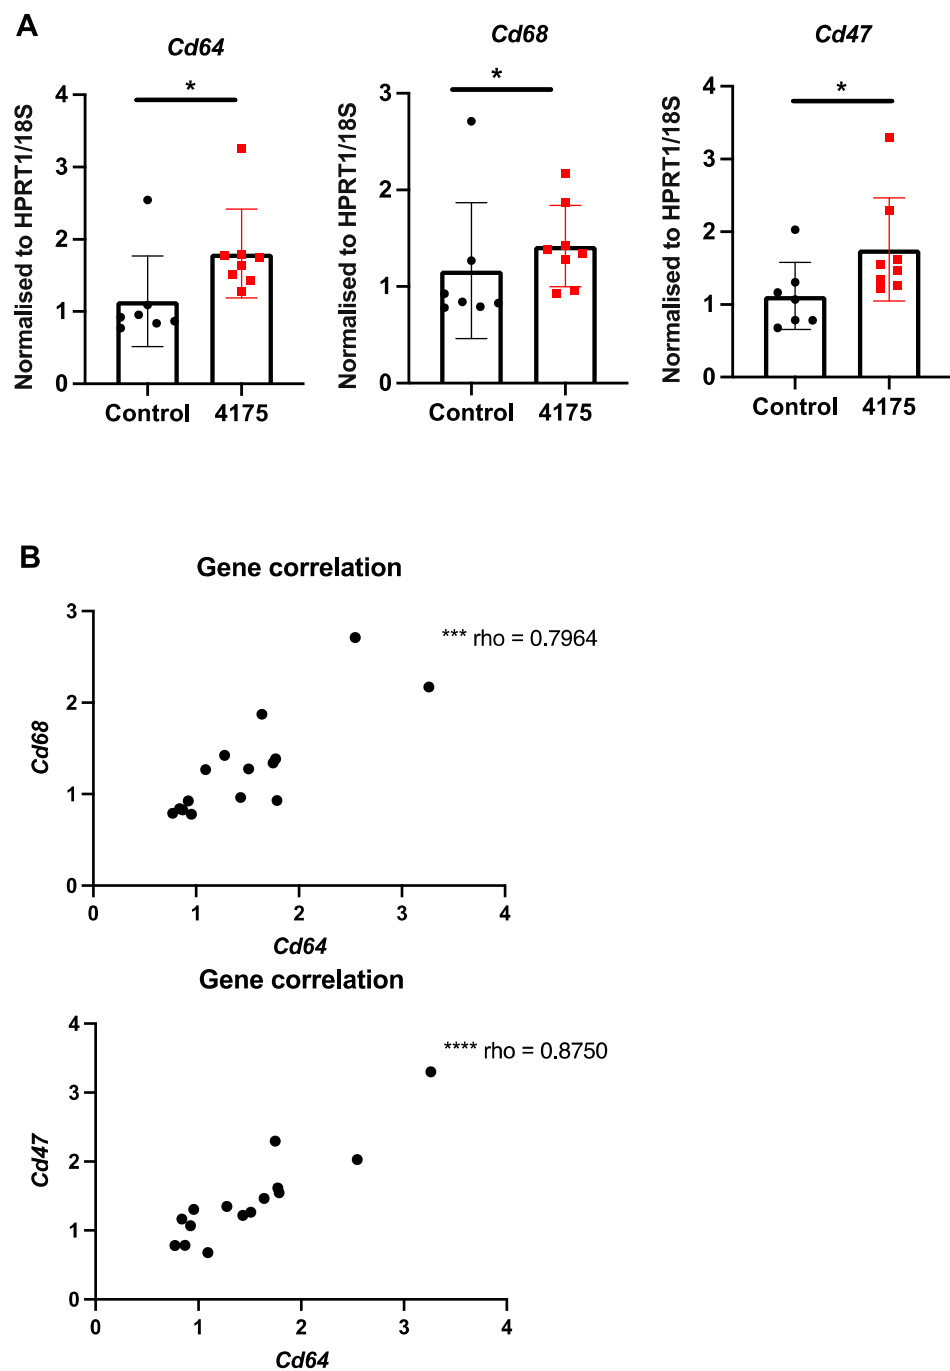 A
Cd64
*
Normalised to HPRT1/18S
4
3
2
1
0
Control 4175
Cd68
*
Normalised to HPRT1/18S
3
2
1
0
Control 4175
Cd47
*
Normalised to HPRT1/18S
4
3
2
1
0
Control 4175
B
Gene correlation
*** rho = 0.7964
Cd68
3
2
1
0
0 1 2 3 4
Cd64
Gene correlation
**** rho = 0.8750
Cd47
4
3
2
1
0
0 1 2 3 4
Cd64